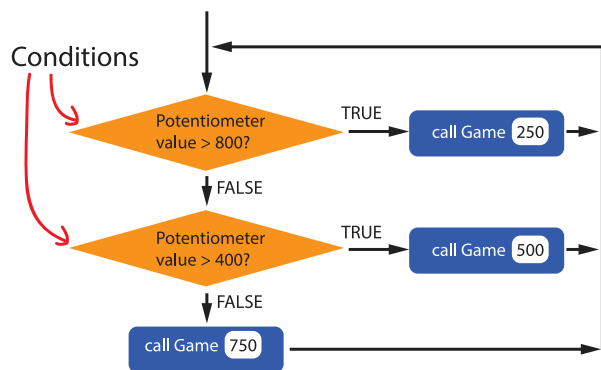 Conditions
Potentiometer
value > 800?
TRUE
call Game 250
FALSE
Potentiometer
value > 400?
TRUE
call Game 500
FALSE
call Game 750